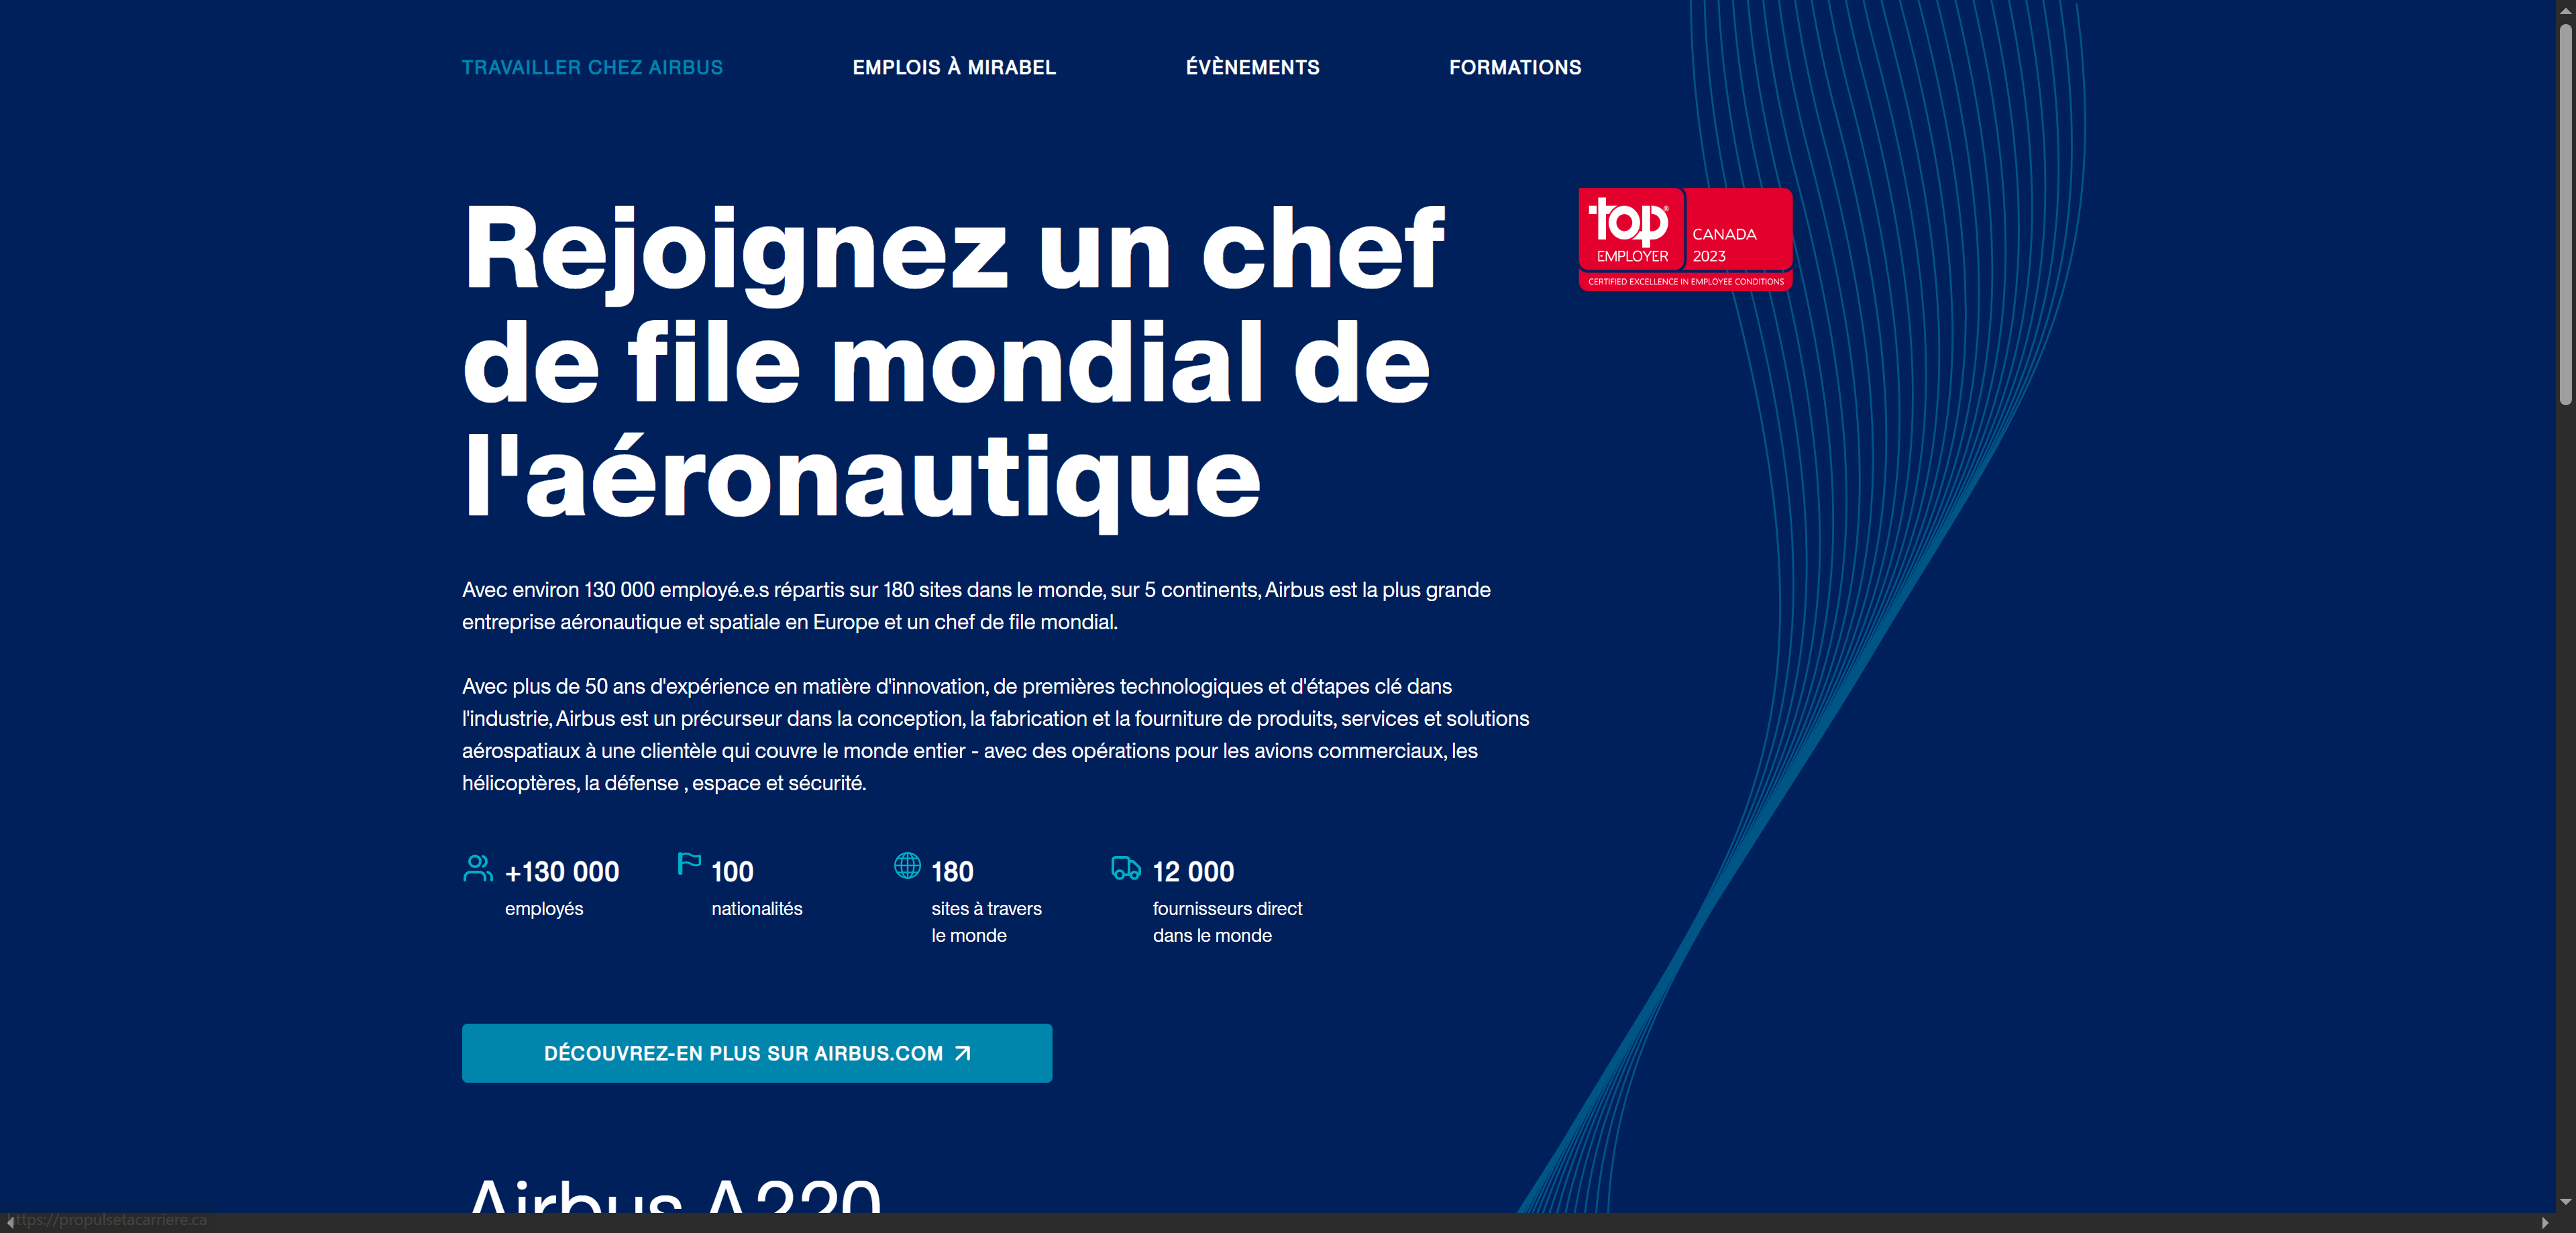 TRAVAILLER CHEZ AIRBUS
EMPLOIS À MIRABEL
ÉVÈNEMENTS
FORMATIONS
Rejoignez un chef
de file mondial de
l'aéronautique
top®
EMPLOYER
CANADA
2023
CERTIFIED EXCELLENCE IN EMPLOYEE CONDITIONS
Avec environ 130 000 employé.e.s répartis sur 180 sites dans le monde, sur 5 continents, Airbus est la plus grande
entreprise aéronautique et spatiale en Europe et un chef de file mondial.
Avec plus de 50 ans d'expérience en matière d'innovation, de premières technologiques et d'étapes clé dans
l'industrie, Airbus est un précurseur dans la conception, la fabrication et la fourniture de produits, services et solutions
aérospatiaux à une clientèle qui couvre le monde entier - avec des opérations pour les avions commerciaux, les
hélicoptères, la défense , espace et sécurité.
+130 000
employés
100
nationalités
180
sites à travers
le monde
12 000
fournisseurs direct
dans le monde
DÉCOUVREZ-EN PLUS SUR AIRBUS.COM
Airbus A220
https://propulsetacarriere.ca